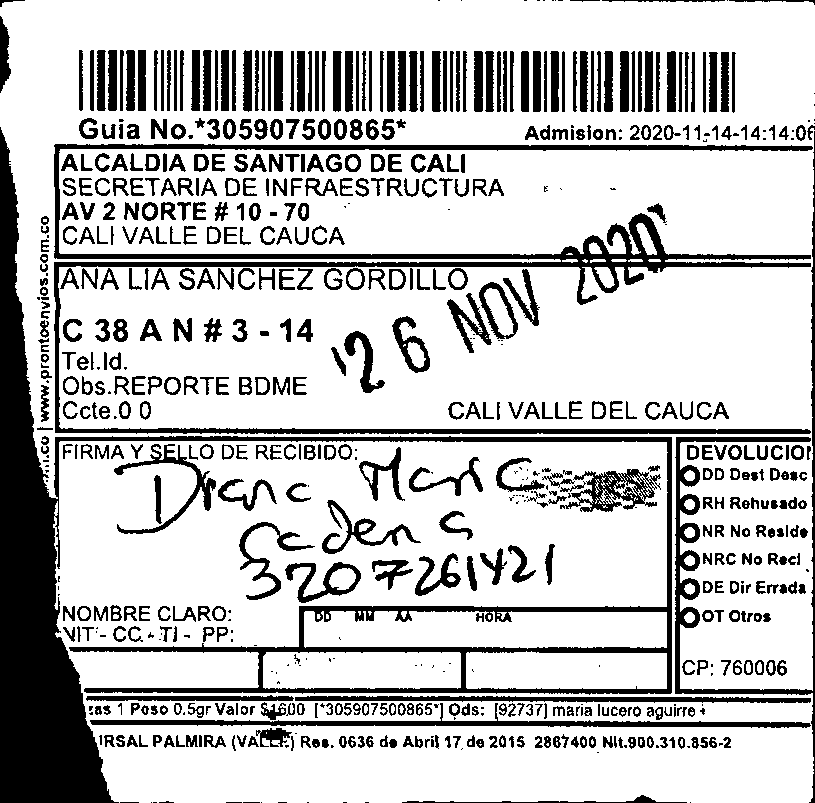 Guia No.*305907500865*
Admision: 2020-11-14-14:14:06
ALCALDIA DE SANTIAGO DE CALI
SECRETARIA DE INFRAESTRUCTURA
AV 2 NORTE # 10 - 70
CALI VALLE DEL CAUCA
www.prontoenvios.com.co
ANA LIA SANCHEZ GORDILLO
26 NOV 2020
C 38 A N # 3 - 14
Tel.Id.
Obs.REPORTE BDME
Ccte.0 0
CALI VALLE DEL CAUCA
FIRMA Y SELLO DE RECIBIDO:
Diana Maria
Cadena
3207261421
NOMBRE CLARO:
NIT - CC - TI - PP:
DD MM AA HORA
DEVOLUCIO
DD Dest Desc
RH Rehusado
NR No Reside
NRC No Recl
DE Dir Errada
OT Otros
CP: 760006
zas 1 Peso 0.5gr Valor $1600 [*305907500865*] Ods: [92737] maria lucero aguirre
URSAL PALMIRA (VALLE) Res. 0636 de Abril 17 de 2015 2867400 Nit.900.310.856-2